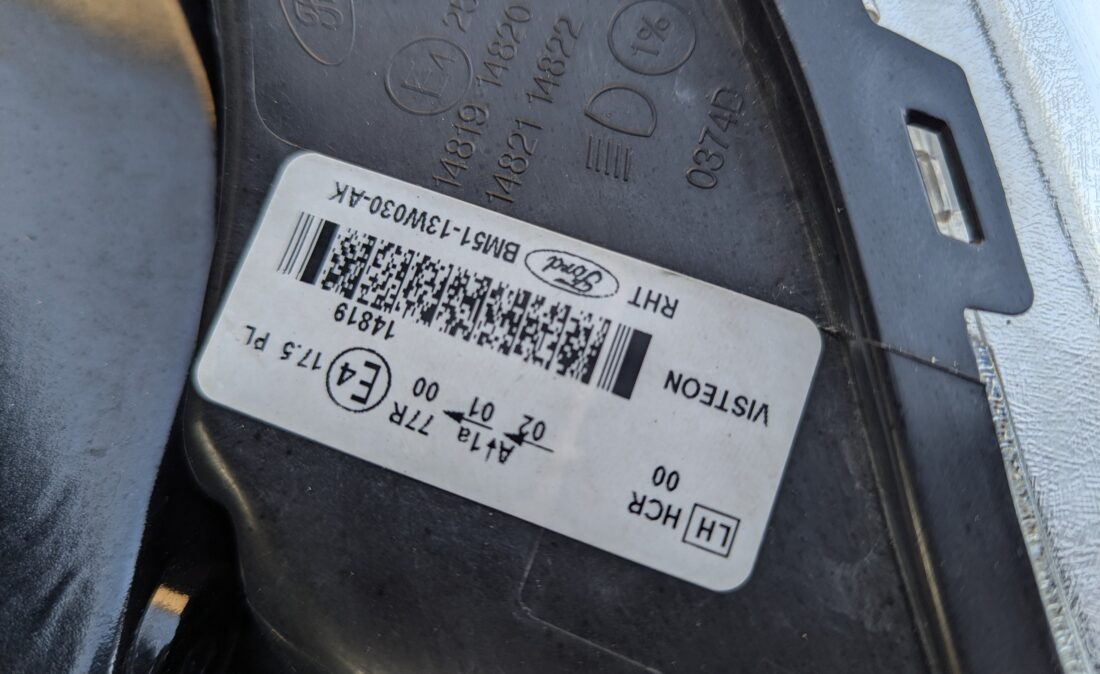 E4
14819 14820
14821 14822
1%
0374D
LH HCR
00
A 1a 77R
02 01 00
E4 17.5 PL
14819
VISTEON
RHT Ford BM51-13W030-AK